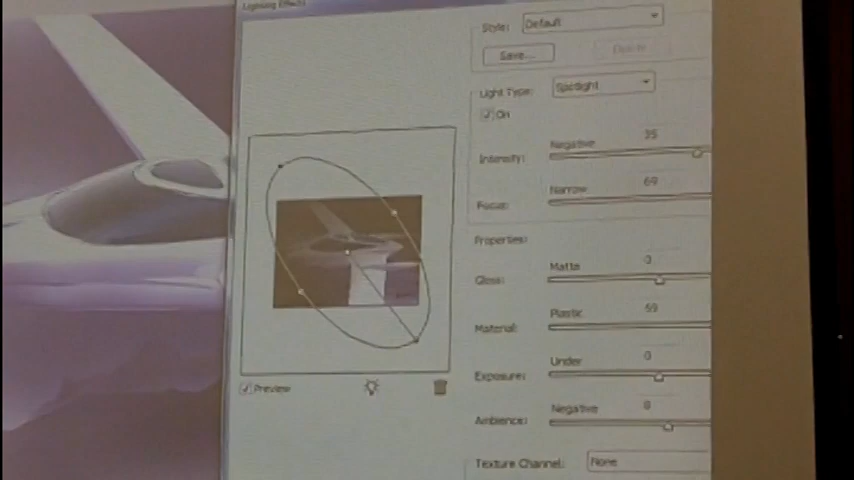 Lighting Effects
Style: Default
Save...
Light Type: Spotlight
On
Negative 35
Intensity:
Narrow 69
Focus:
Properties:
Matte 0
Gloss:
Plastic 69
Material:
Under 0
Exposure:
Negative 8
Ambience:
Preview
Texture Channel: None